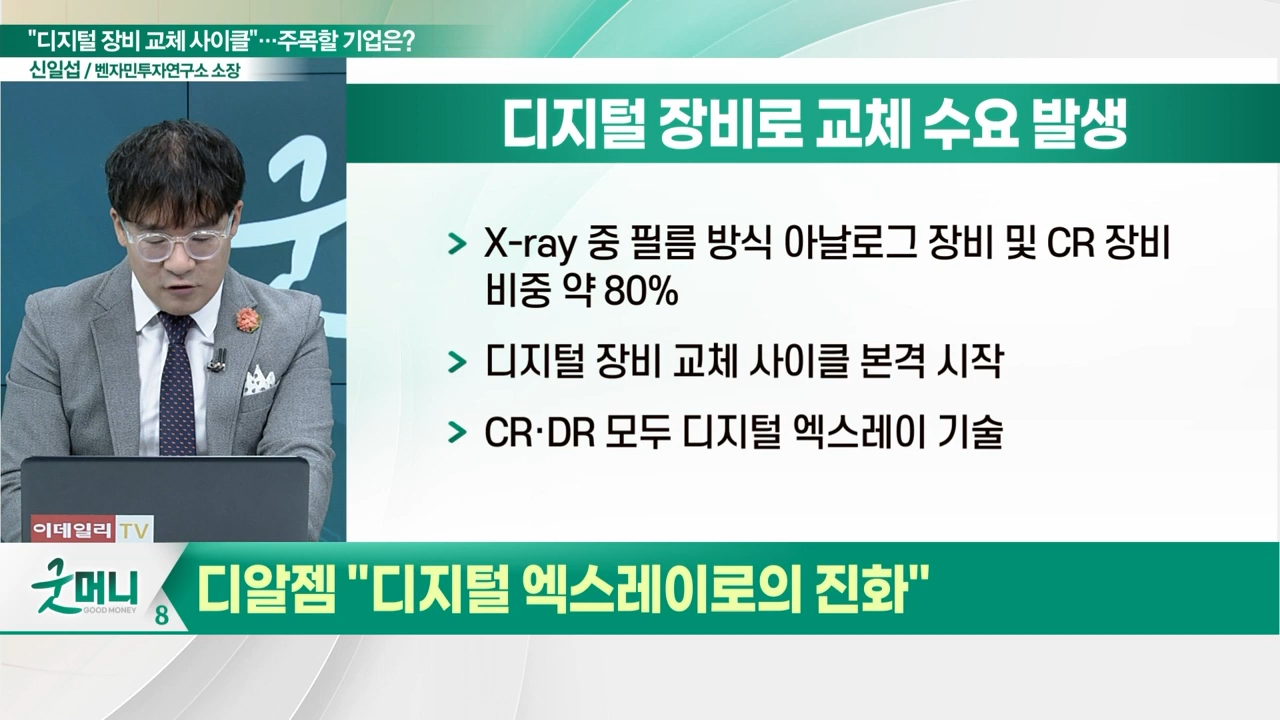 "디지털 장비 교체 사이클"…주목할 기업은?
신일섭 / 벤자민투자연구소 소장
디지털 장비로 교체 수요 발생
> X-ray 중 필름 방식 아날로그 장비 및 CR 장비
비중 약 80%
> 디지털 장비 교체 사이클 본격 시작
> CR·DR 모두 디지털 엑스레이 기술
이데일리 TV
굿머니
GOOD MONEY
8
디알젬 "디지털 엑스레이로의 진화"